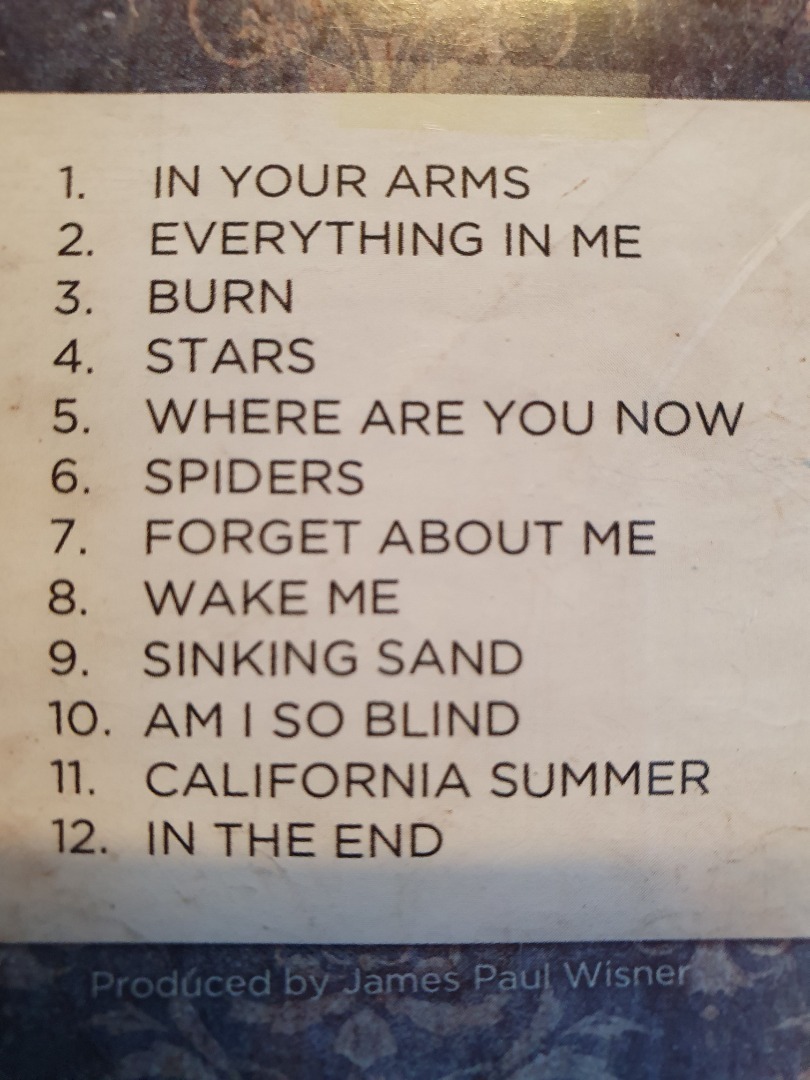 1. IN YOUR ARMS
2. EVERYTHING IN ME
3. BURN
4. STARS
5. WHERE ARE YOU NOW
6. SPIDERS
7. FORGET ABOUT ME
8. WAKE ME
9. SINKING SAND
10. AM I SO BLIND
11. CALIFORNIA SUMMER
12. IN THE END
Produced by James Paul Wisner